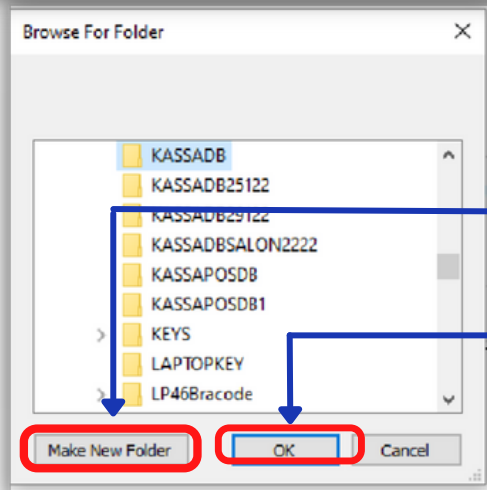 Browse For Folder
KASSADB
KASSADB25122
KASSADB29122
KASSADBSALON2222
KASSAPOSDB
KASSAPOSDB1
KEYS
LAPTOPKEY
LP46Bracode
Make New Folder
OK
Cancel